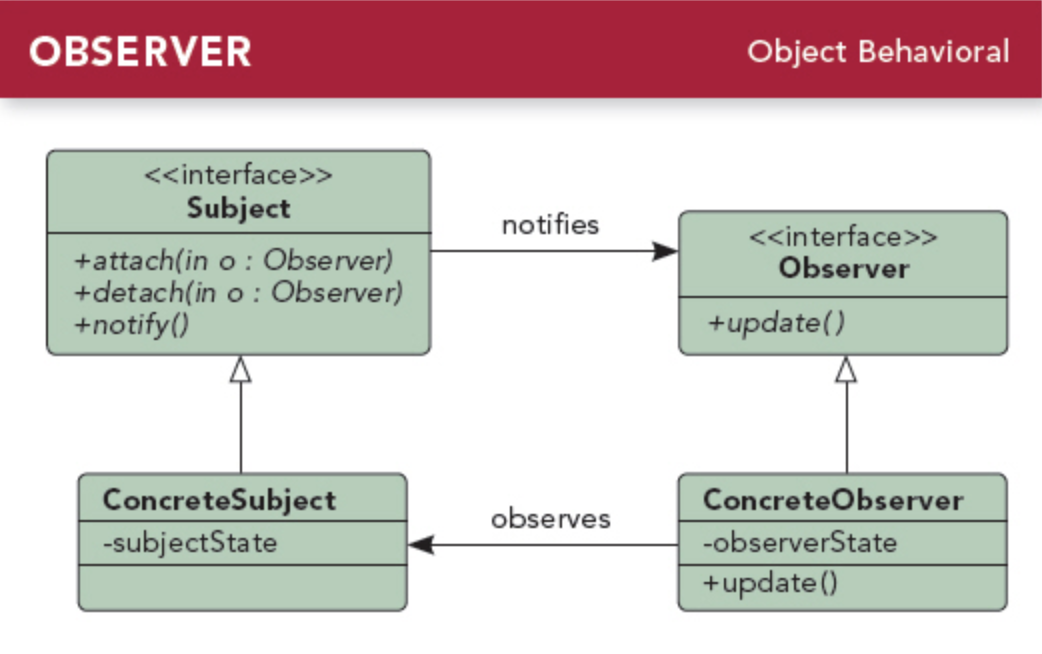 OBSERVER
Object Behavioral
<<interface>>
Subject
+attach(in o : Observer)
+detach(in o : Observer)
+notify()
notifies
<<interface>>
Observer
+update()
ConcreteSubject
-subjectState
observes
ConcreteObserver
-observerState
+update()